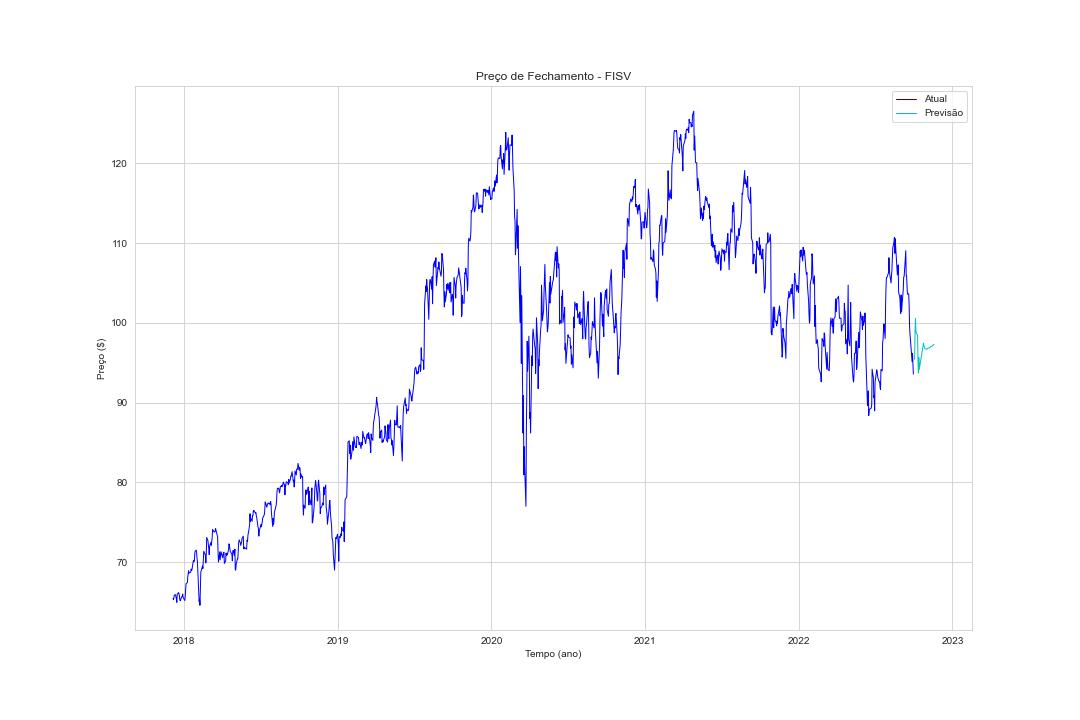 Preço de Fechamento - FISV
Atual
Previsão
120
110
100
90
80
70
Preço ($)
2018
2019
2020
2021
2022
2023
Tempo (ano)